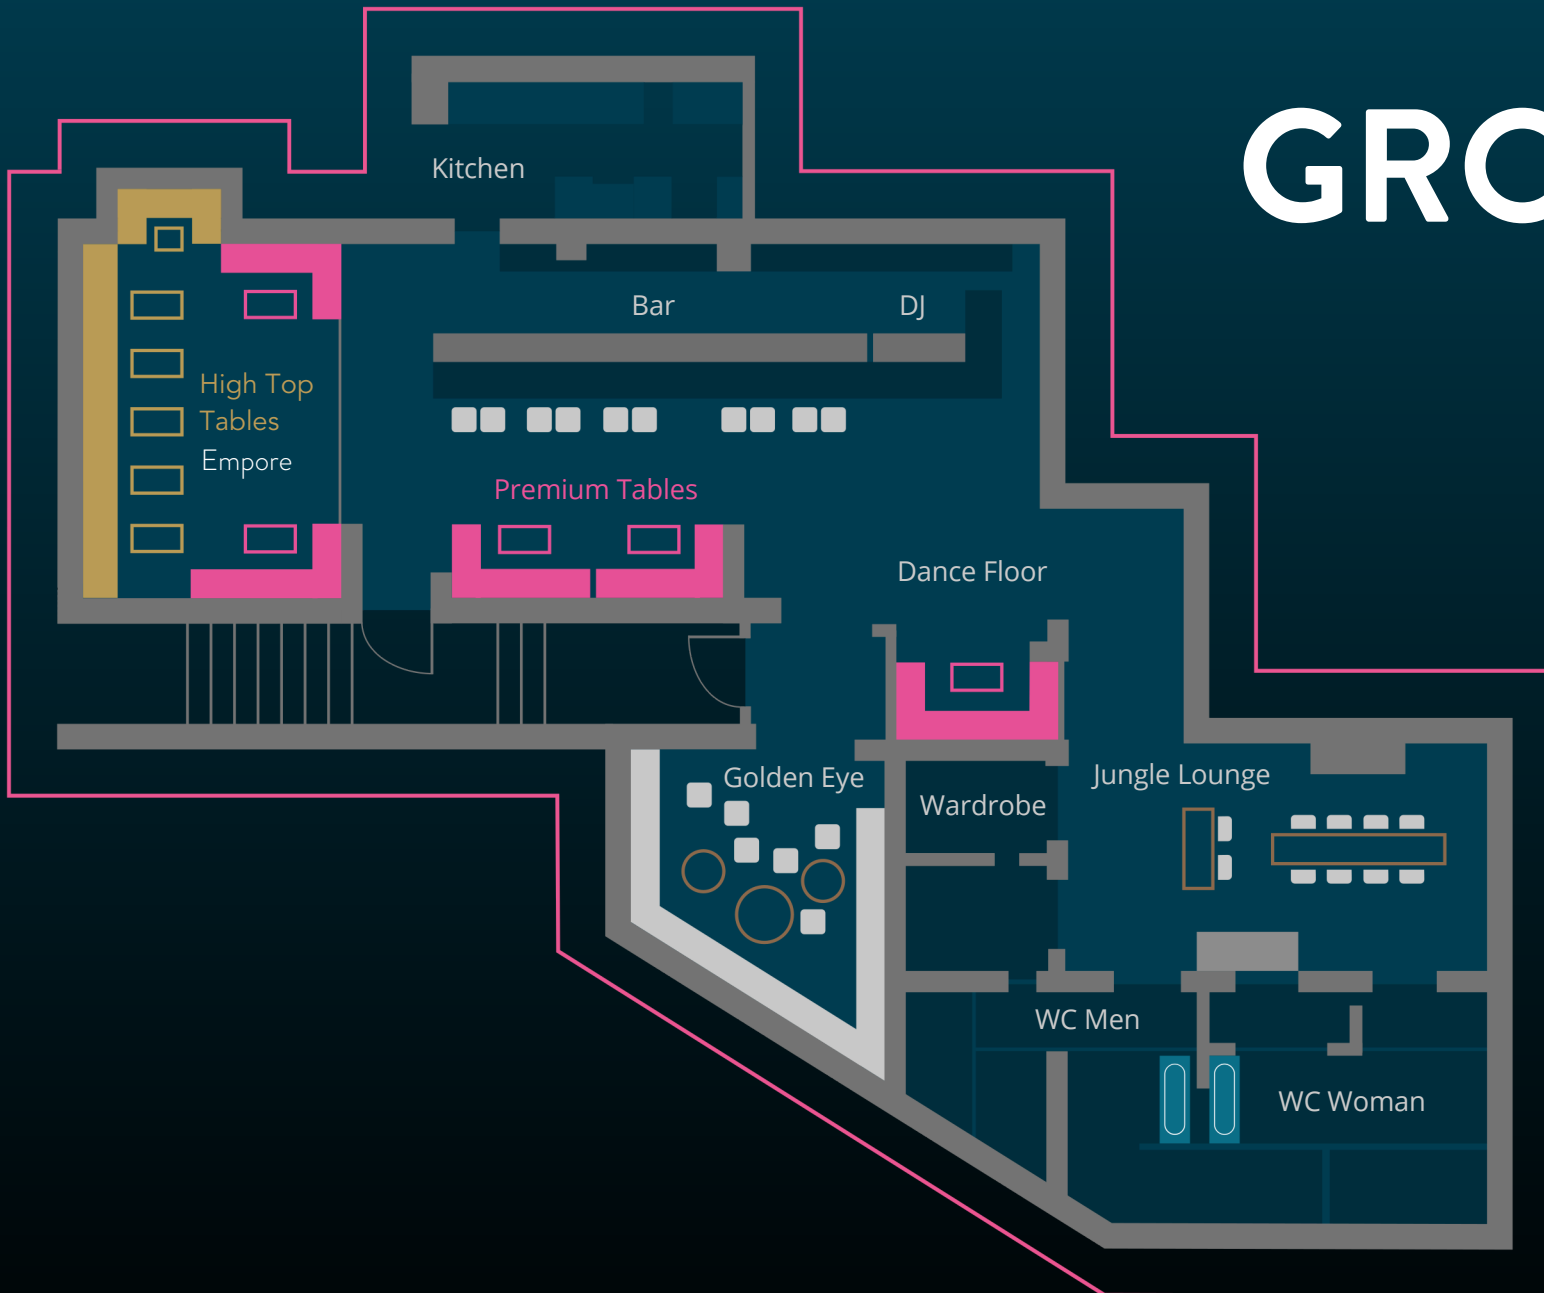 GRO
Kitchen
Bar
DJ
High Top
Tables
Empore
Premium Tables
Dance Floor
Golden Eye
Jungle Lounge
Wardrobe
WC Men
WC Woman